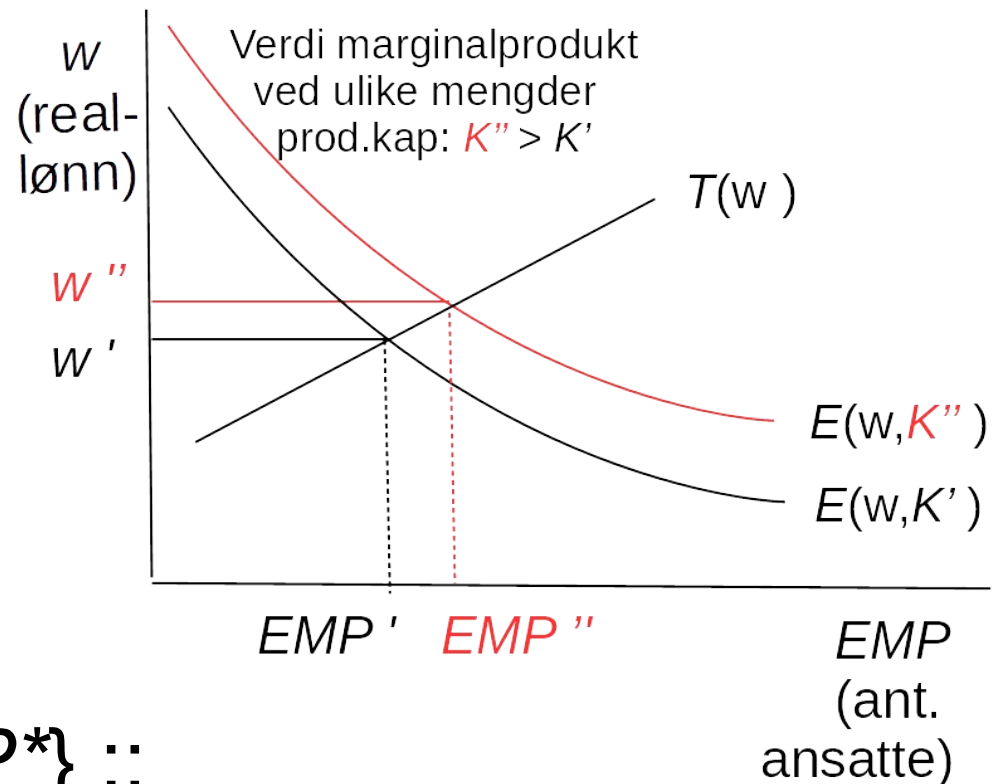 w
(real-
lønn)
Verdi marginalprodukt
ved ulike mengder
prod.kap: K” > K’
T(w )
w ”
w '
E(w,K” )
E(w,K’ )
EMP '
EMP ”
EMP
(ant.
ansatte)
P*} ::